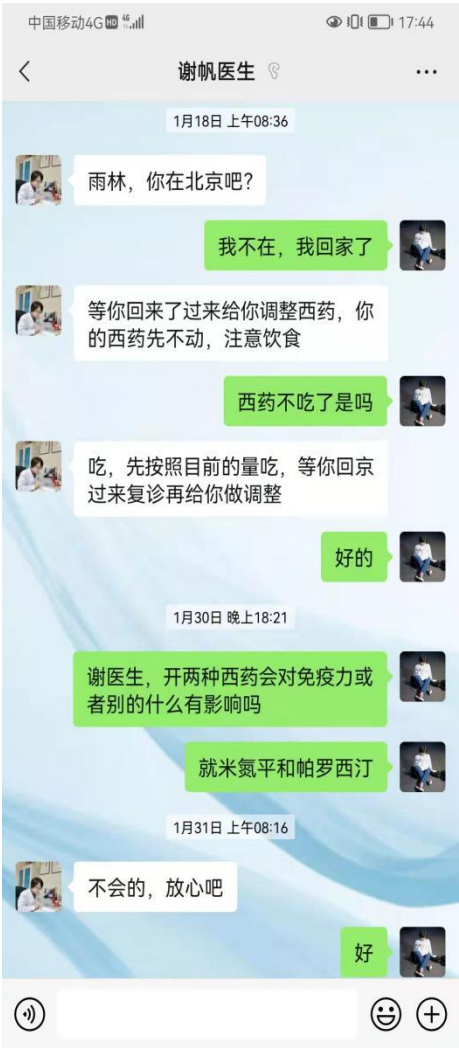 中国移动4G HD 4G 17:44
谢帆医生
1月18日 上午08:36
雨林，你在北京吧？
我不在，我回家了
等你回来了过来给你调整西药，你
的西药先不动，注意饮食
西药不吃了是吗
吃，先按照目前的量吃，等你回京
过来复诊再给你做调整
好的
1月30日 晚上18:21
谢医生，开两种西药会对免疫力或
者别的什么有影响吗
就米氮平和帕罗西汀
1月31日 上午08:16
不会的，放心吧
好